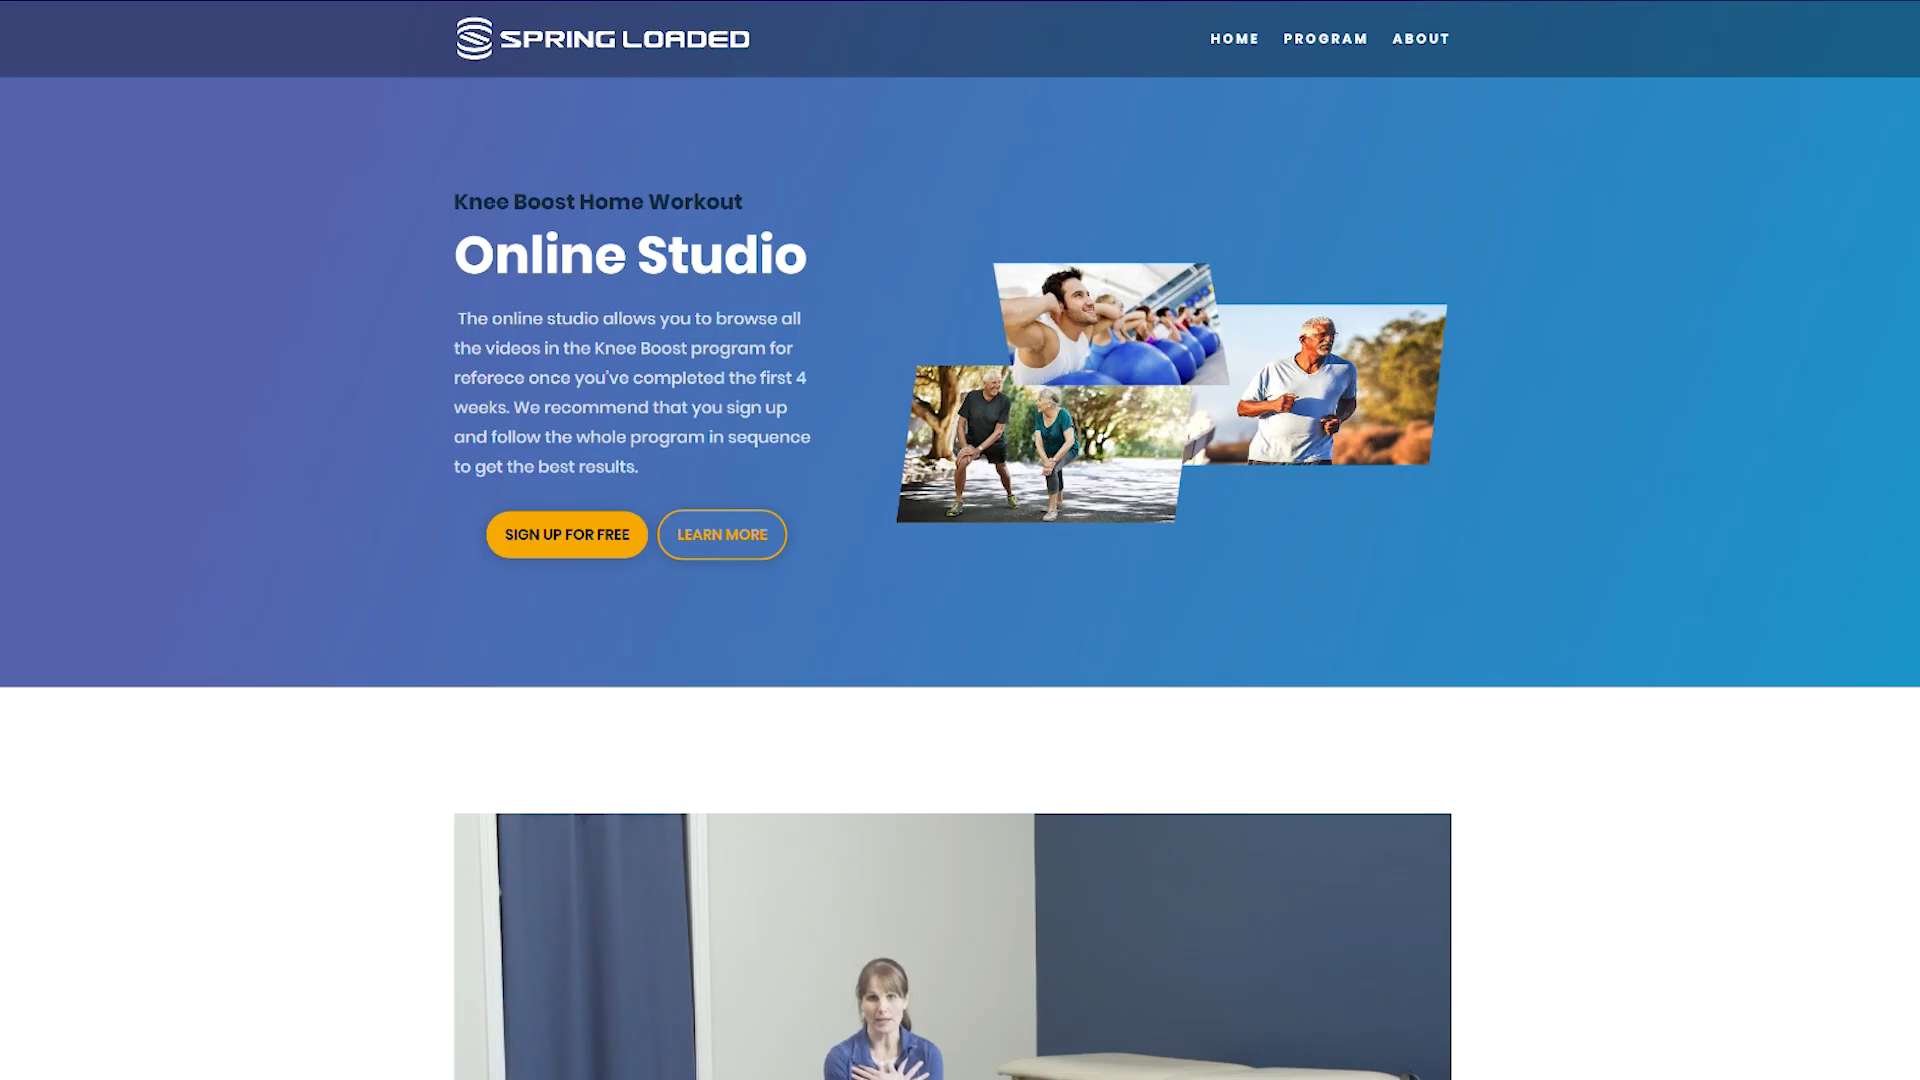 SPRING LOADED
HOME PROGRAM ABOUT
Knee Boost Home Workout
Online Studio
The online studio allows you to browse all
the videos in the Knee Boost program for
referece once you've completed the first 4
weeks. We recommend that you sign up
and follow the whole program in sequence
to get the best results.
SIGN UP FOR FREE LEARN MORE